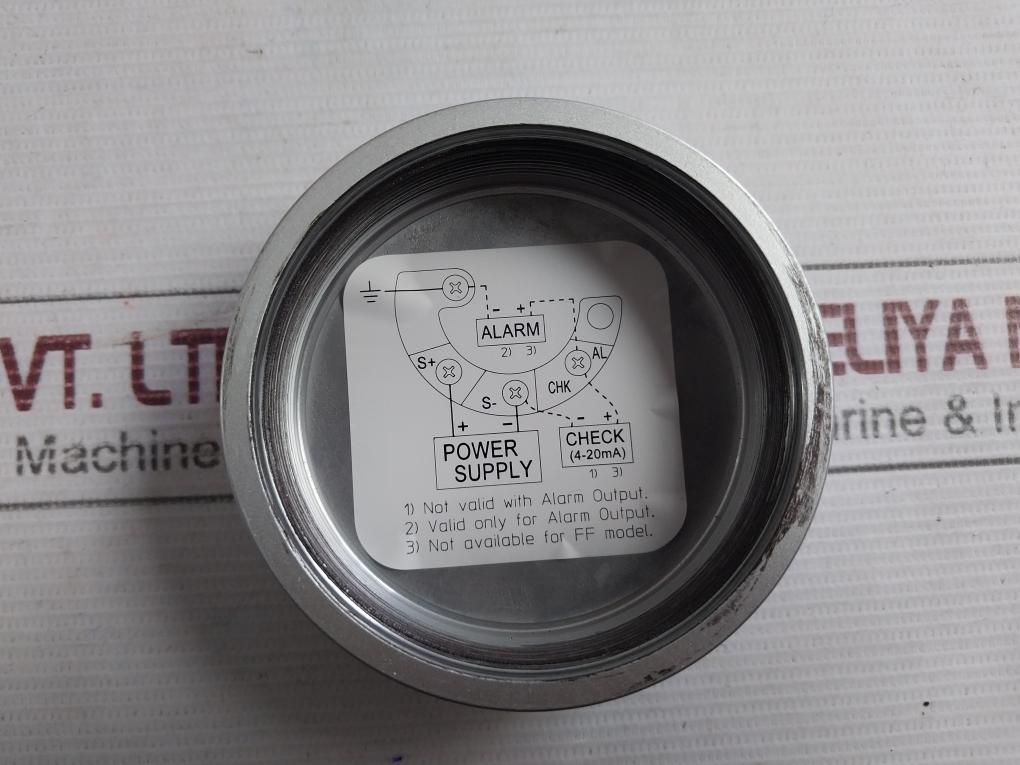 - +
ALARM
2) 3)
S+
AL
CHK
S-
+ -
- +
POWER
SUPPLY
CHECK
(4-20mA)
1) 3)
1) Not valid with Alarm Output.
2) Valid only for Alarm Output.
3) Not available for FF model.
VT. LT
ELIYA
Machine
rine & In